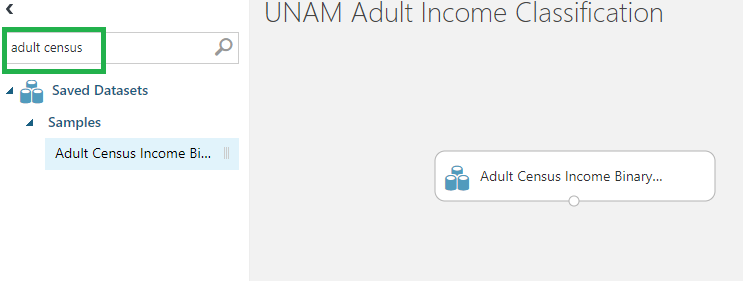 UNAM Adult Income Classification
adult census
Saved Datasets
Samples
Adult Census Income Bi...
Adult Census Income Binary...